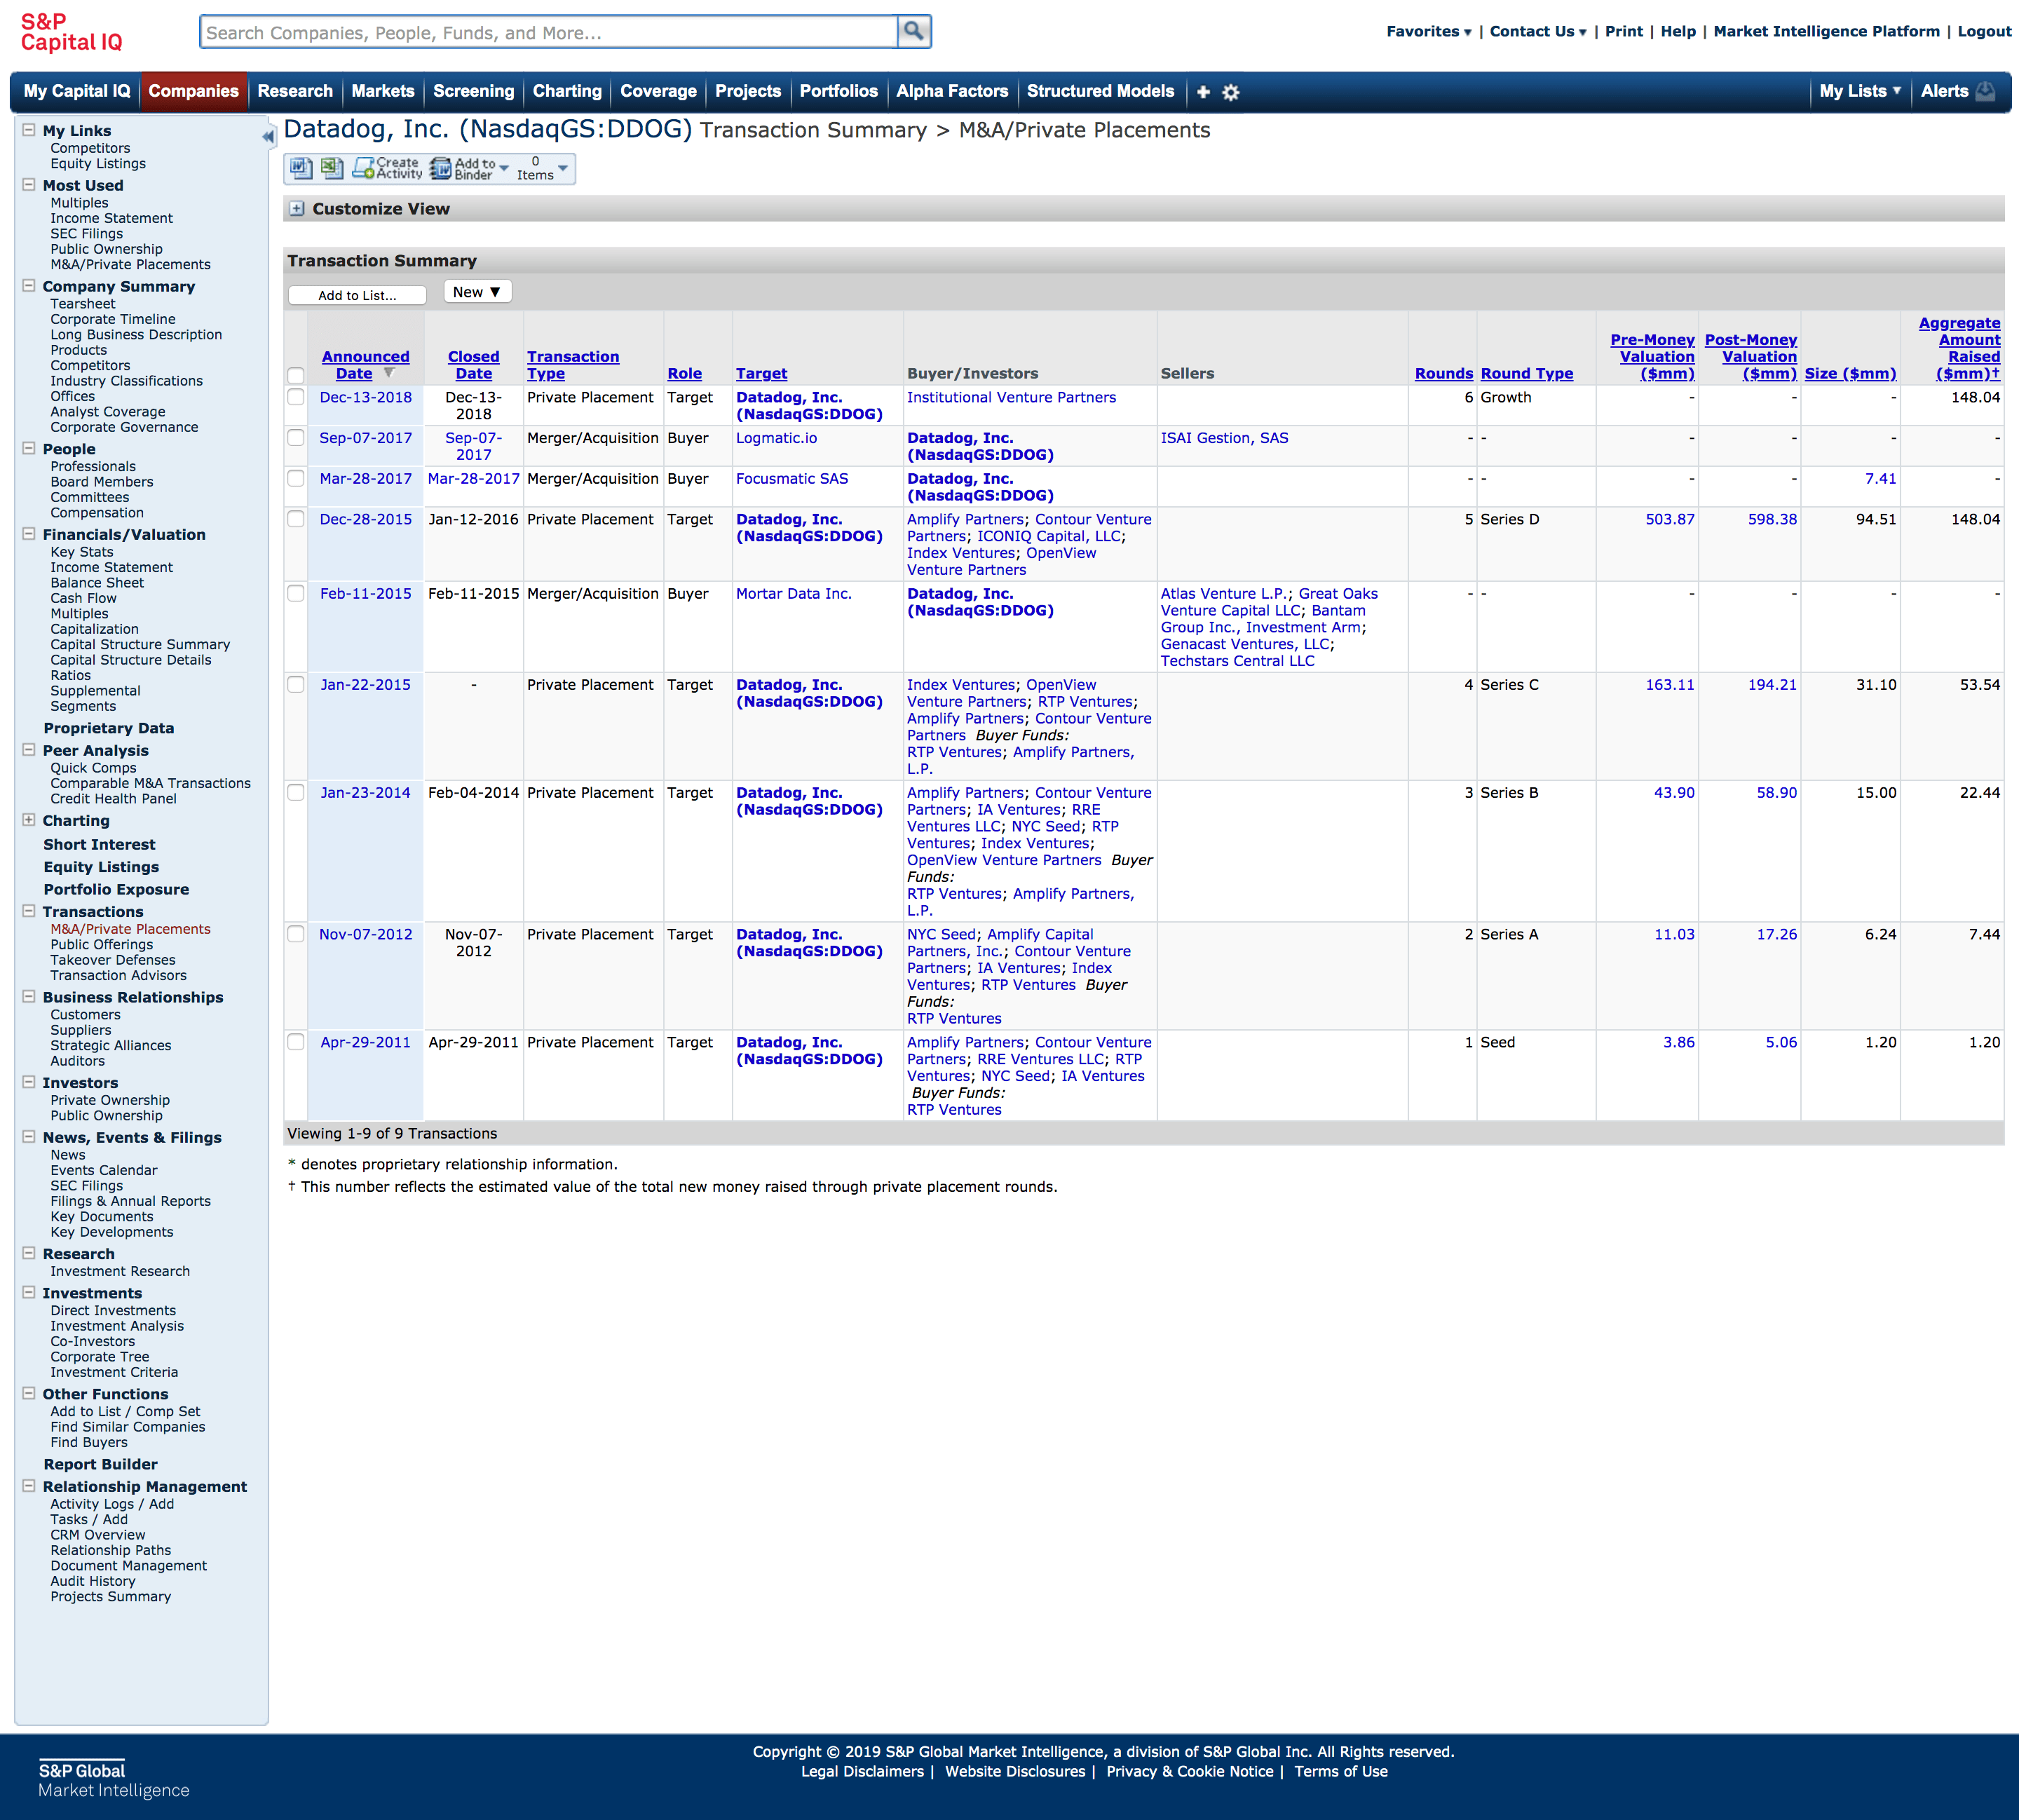 S&P
Capital IQ
Search Companies, People, Funds, and More...
Favorites ▾ | Contact Us ▾ | Print | Help | Market Intelligence Platform | Logout
My Capital IQ Companies Research Markets Screening Charting Coverage Projects Portfolios Alpha Factors Structured Models My Lists ▾ Alerts
My Links
Competitors
Equity Listings
Most Used
Multiples
Income Statement
SEC Filings
Public Ownership
M&A/Private Placements
Company Summary
Tearsheet
Corporate Timeline
Long Business Description
Products
Competitors
Industry Classifications
Offices
Analyst Coverage
Corporate Governance
People
Professionals
Board Members
Committees
Compensation
Financials/Valuation
Key Stats
Income Statement
Balance Sheet
Cash Flow
Multiples
Capitalization
Capital Structure Summary
Capital Structure Details
Ratios
Supplemental
Segments
Proprietary Data
Peer Analysis
Quick Comps
Comparable M&A Transactions
Credit Health Panel
Charting
Short Interest
Equity Listings
Portfolio Exposure
Transactions
M&A/Private Placements
Public Offerings
Takeover Defenses
Transaction Advisors
Business Relationships
Customers
Suppliers
Strategic Alliances
Auditors
Investors
Private Ownership
Public Ownership
News, Events & Filings
News
Events Calendar
SEC Filings
Filings & Annual Reports
Key Documents
Key Developments
Research
Investment Research
Investments
Direct Investments
Investment Analysis
Co-Investors
Corporate Tree
Investment Criteria
Other Functions
Add to List / Comp Set
Find Similar Companies
Find Buyers
Report Builder
Relationship Management
Activity Logs / Add
Tasks / Add
CRM Overview
Relationship Paths
Document Management
Audit History
Projects Summary
Datadog, Inc. (NasdaqGS:DDOG) Transaction Summary > M&A/Private Placements
Create Activity Add to Binder 0 Items
Customize View
Transaction Summary
Add to List... New ▼
Announced Date Closed Date Transaction Type Role Target Buyer/Investors Sellers Rounds Round Type Pre-Money Valuation ($mm) Post-Money Valuation ($mm) Size ($mm) Aggregate Amount Raised ($mm)†
Dec-13-2018 Dec-13- Private Placement Target Datadog, Inc. Institutional Venture Partners 6 Growth - - - 148.04
2018 (NasdaqGS:DDOG)
Sep-07-2017 Sep-07- Merger/Acquisition Buyer Logmatic.io Datadog, Inc. ISAI Gestion, SAS - - - - - -
2017 (NasdaqGS:DDOG)
Mar-28-2017 Mar-28-2017 Merger/Acquisition Buyer Focusmatic SAS Datadog, Inc. - - - - 7.41 -
(NasdaqGS:DDOG)
Dec-28-2015 Jan-12-2016 Private Placement Target Datadog, Inc. Amplify Partners; Contour Venture 5 Series D 503.87 598.38 94.51 148.04
(NasdaqGS:DDOG) Partners; ICONIQ Capital, LLC;
Index Ventures; OpenView
Venture Partners
Feb-11-2015 Feb-11-2015 Merger/Acquisition Buyer Mortar Data Inc. Datadog, Inc. Atlas Venture L.P.; Great Oaks - - - - - -
(NasdaqGS:DDOG) Venture Capital LLC; Bantam
Group Inc., Investment Arm;
Genacast Ventures, LLC;
Techstars Central LLC
Jan-22-2015 - Private Placement Target Datadog, Inc. Index Ventures; OpenView 4 Series C 163.11 194.21 31.10 53.54
(NasdaqGS:DDOG) Venture Partners; RTP Ventures;
Amplify Partners; Contour Venture
Partners Buyer Funds:
RTP Ventures; Amplify Partners,
L.P.
Jan-23-2014 Feb-04-2014 Private Placement Target Datadog, Inc. Amplify Partners; Contour Venture 3 Series B 43.90 58.90 15.00 22.44
(NasdaqGS:DDOG) Partners; IA Ventures; RRE
Ventures LLC; NYC Seed; RTP
Ventures; Index Ventures;
OpenView Venture Partners Buyer
Funds:
RTP Ventures; Amplify Partners,
L.P.
Nov-07-2012 Nov-07- Private Placement Target Datadog, Inc. NYC Seed; Amplify Capital 2 Series A 11.03 17.26 6.24 7.44
2012 (NasdaqGS:DDOG) Partners, Inc.; Contour Venture
Partners; IA Ventures; Index
Ventures; RTP Ventures Buyer
Funds:
RTP Ventures
Apr-29-2011 Apr-29-2011 Private Placement Target Datadog, Inc. Amplify Partners; Contour Venture 1 Seed 3.86 5.06 1.20 1.20
(NasdaqGS:DDOG) Partners; RRE Ventures LLC; RTP
Ventures; NYC Seed; IA Ventures
Buyer Funds:
RTP Ventures
Viewing 1-9 of 9 Transactions
* denotes proprietary relationship information.
† This number reflects the estimated value of the total new money raised through private placement rounds.
S&P Global
Market Intelligence
Copyright © 2019 S&P Global Market Intelligence, a division of S&P Global Inc. All Rights reserved.
Legal Disclaimers | Website Disclosures | Privacy & Cookie Notice | Terms of Use